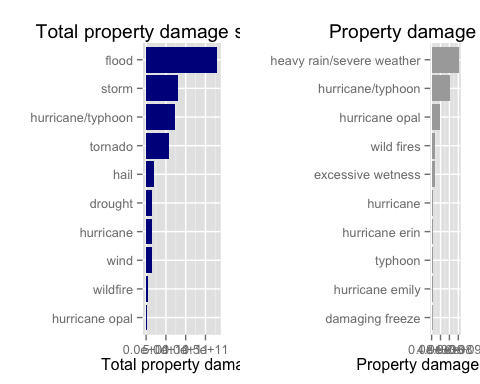 Total property damage
flood
storm
hurricane/typhoon
tornado
hail
drought
hurricane
wind
wildfire
hurricane opal
Total property dama
Property damage
heavy rain/severe weather
hurricane/typhoon
hurricane opal
wild fires
excessive wetness
hurricane
hurricane erin
typhoon
hurricane emily
damaging freeze
Property damage